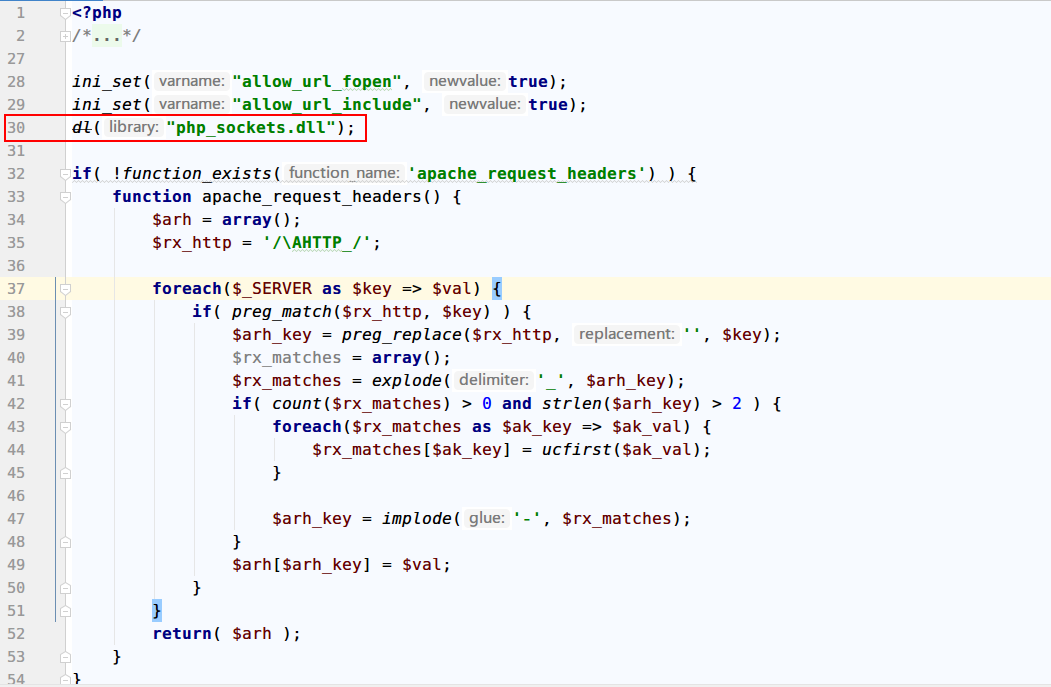 1 <?php
2 /*...*/
27
28 ini_set( varname: "allow_url_fopen", newvalue: true);
29 ini_set( varname: "allow_url_include", newvalue: true);
30 dl( library: "php_sockets.dll");
31
32 if( !function_exists( function_name: 'apache_request_headers') ) {
33     function apache_request_headers() {
34         $arh = array();
35         $rx_http = '/\AHTTP_/';
36
37         foreach($_SERVER as $key => $val) {
38             if( preg_match($rx_http, $key) ) {
39                 $arh_key = preg_replace($rx_http, replacement: '', $key);
40                 $rx_matches = array();
41                 $rx_matches = explode( delimiter: '_', $arh_key);
42                 if( count($rx_matches) > 0 and strlen($arh_key) > 2 ) {
43                     foreach($rx_matches as $ak_key => $ak_val) {
44                         $rx_matches[$ak_key] = ucfirst($ak_val);
45                     }
46
47                     $arh_key = implode( glue: '-', $rx_matches);
48                 }
49                 $arh[$arh_key] = $val;
50             }
51         }
52         return( $arh );
53     }
54 }